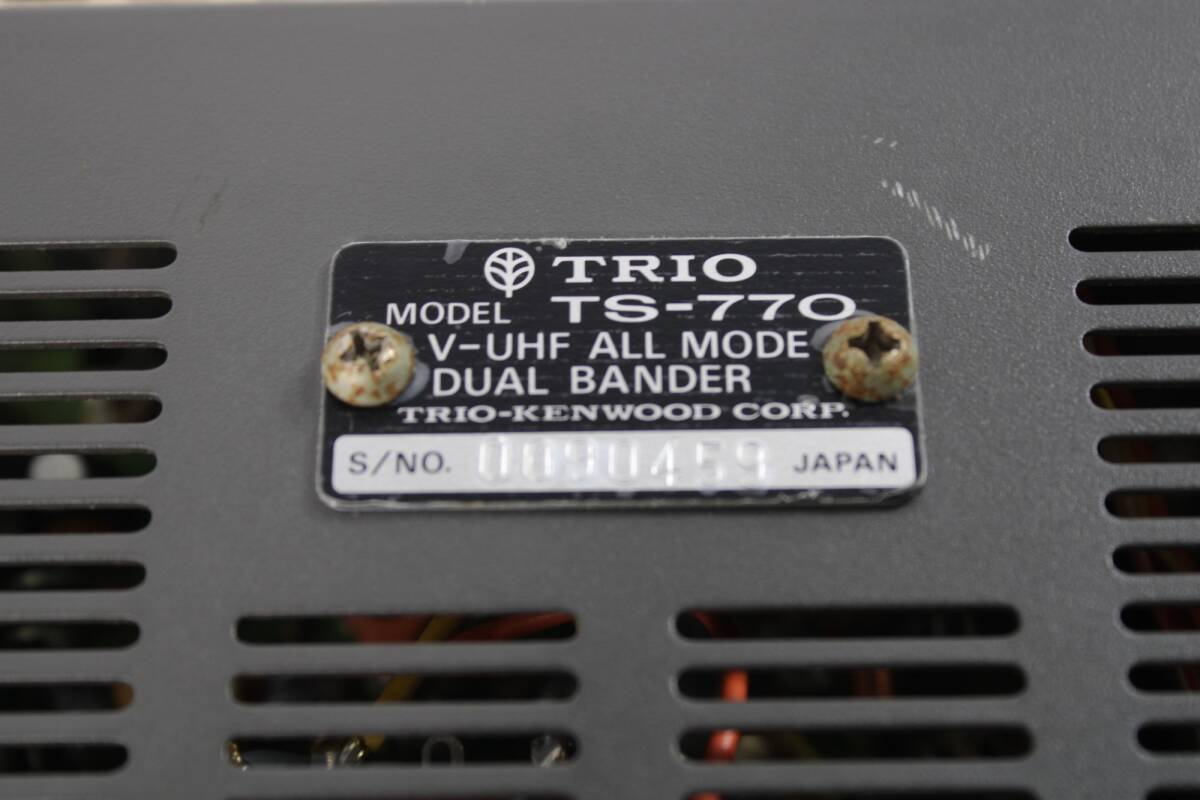 TRIO
MODEL TS-770
V-UHF ALL MODE
DUAL BANDER
TRIO-KENWOOD CORP.
S/NO. 0090459 JAPAN